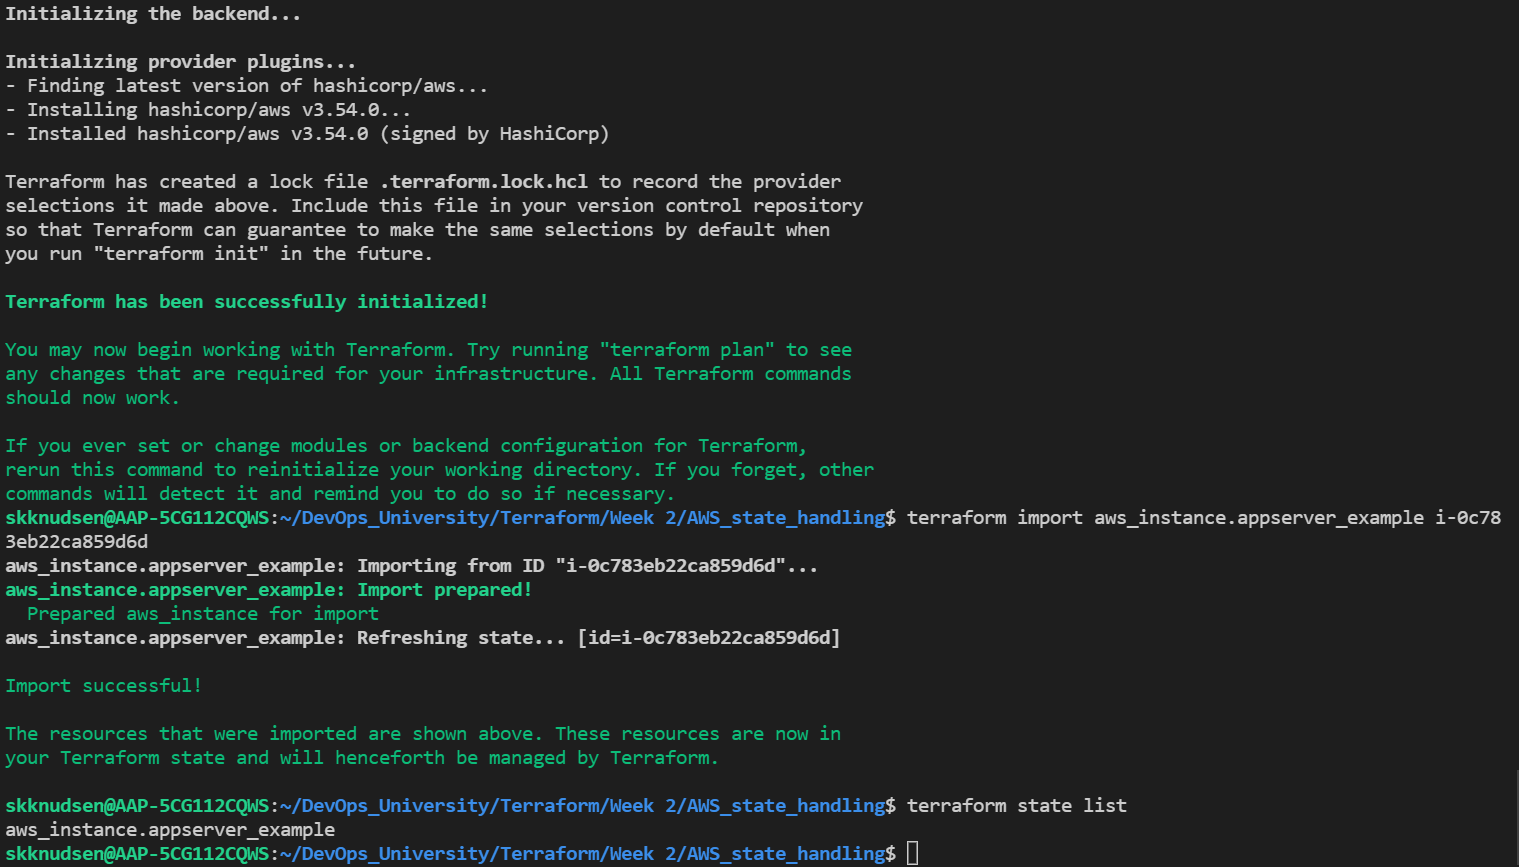 Initializing the backend...
Initializing provider plugins...
- Finding latest version of hashicorp/aws...
- Installing hashicorp/aws v3.54.0...
- Installed hashicorp/aws v3.54.0 (signed by HashiCorp)
Terraform has created a lock file .terraform.lock.hcl to record the provider
selections it made above. Include this file in your version control repository
so that Terraform can guarantee to make the same selections by default when
you run "terraform init" in the future.
Terraform has been successfully initialized!
You may now begin working with Terraform. Try running "terraform plan" to see
any changes that are required for your infrastructure. All Terraform commands
should now work.
If you ever set or change modules or backend configuration for Terraform,
rerun this command to reinitialize your working directory. If you forget, other
commands will detect it and remind you to do so if necessary.
skknudsen@AAP-5CG112CQWS:~/DevOps_University/Terraform/Week 2/AWS_state_handling$ terraform import aws_instance.appserver_example i-0c78
3eb22ca859d6d
aws_instance.appserver_example: Importing from ID "i-0c783eb22ca859d6d"...
aws_instance.appserver_example: Import prepared!
  Prepared aws_instance for import
aws_instance.appserver_example: Refreshing state... [id=i-0c783eb22ca859d6d]
Import successful!
The resources that were imported are shown above. These resources are now in
your Terraform state and will henceforth be managed by Terraform.
skknudsen@AAP-5CG112CQWS:~/DevOps_University/Terraform/Week 2/AWS_state_handling$ terraform state list
aws_instance.appserver_example
skknudsen@AAP-5CG112CQWS:~/DevOps_University/Terraform/Week 2/AWS_state_handling$